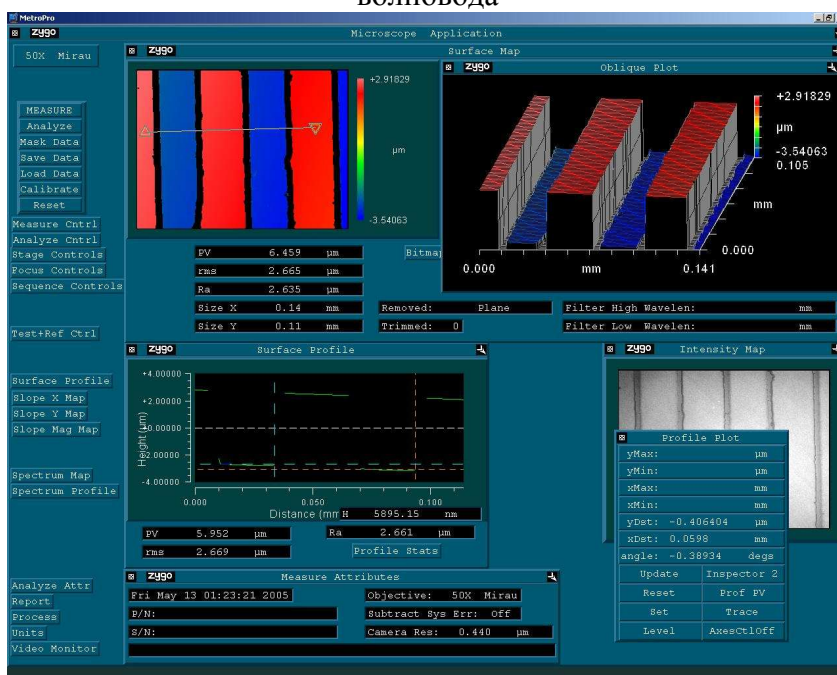 волновода
MetroPro
zygo Microscope Application
50X Mirau
MEASURE
Analyze
Mask Data
Save Data
Load Data
Calibrate
Reset
Measure Cntrl
Analyze Cntrl
Stage Controls
Focus Controls
Sequence Controls
Test+Ref Ctrl
Surface Profile
Slope X Map
Slope Y Map
Slope Mag Map
Spectrum Map
Spectrum Profile
Analyze Attr
Report
Process
Units
Video Monitor
zygo Surface Map
+2.91829
µm
-3.54063
PV 6.459 µm
rms 2.665 µm
Ra 2.635 µm
Size X 0.14 mm
Size Y 0.11 mm
Removed: Plane
Trimmed: 0
Filter High Wavelen: mm
Filter Low Wavelen: mm
zygo Oblique Plot
+2.91829
µm
-3.54063
0.105
mm
0.000
0.000 mm 0.141
zygo Surface Profile
Height (µm)
+4.00000
+2.00000
+0.00000
-2.00000
-4.00000
0.000 0.050 0.100
Distance (mm
H 5895.15 nm
PV 5.952 µm
rms 2.669 µm
Ra 2.661 µm
Profile Stats
zygo Intensity Map
Profile Plot
yMax: µm
yMin: µm
xMax: mm
xMin: mm
yDst: -0.406404 µm
xDst: 0.0598 mm
angle: -0.38934 degs
Update Inspector 2
Reset Prof PV
Set Trace
Level AxesCtlOff
zygo Measure Attributes
Fri May 13 01:23:21 2005
Objective: 50X Mirau
P/N:
Subtract Sys Err: Off
S/N:
Camera Res: 0.440 µm